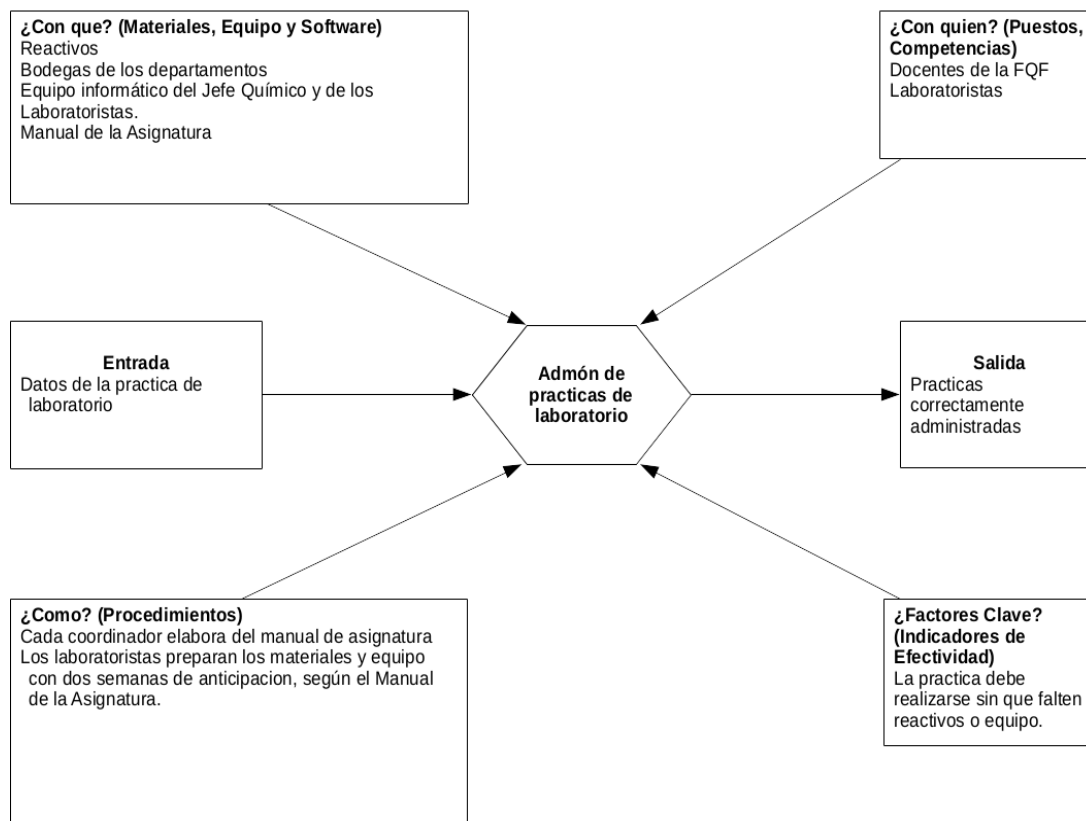 ¿Con que? (Materiales, Equipo y Software)
Reactivos
Bodegas de los departamentos
Equipo informático del Jefe Químico y de los
Laboratoristas.
Manual de la Asignatura
¿Con quien? (Puestos,
Competencias)
Docentes de la FQF
Laboratoristas
Entrada
Datos de la practica de
laboratorio
Admón de
practicas de
laboratorio
Salida
Practicas
correctamente
administradas
¿Como? (Procedimientos)
Cada coordinador elabora del manual de asignatura
Los laboratoristas preparan los materiales y equipo
con dos semanas de anticipacion, según el Manual
de la Asignatura.
¿Factores Clave?
(Indicadores de
Efectividad)
La practica debe
realizarse sin que falten
reactivos o equipo.